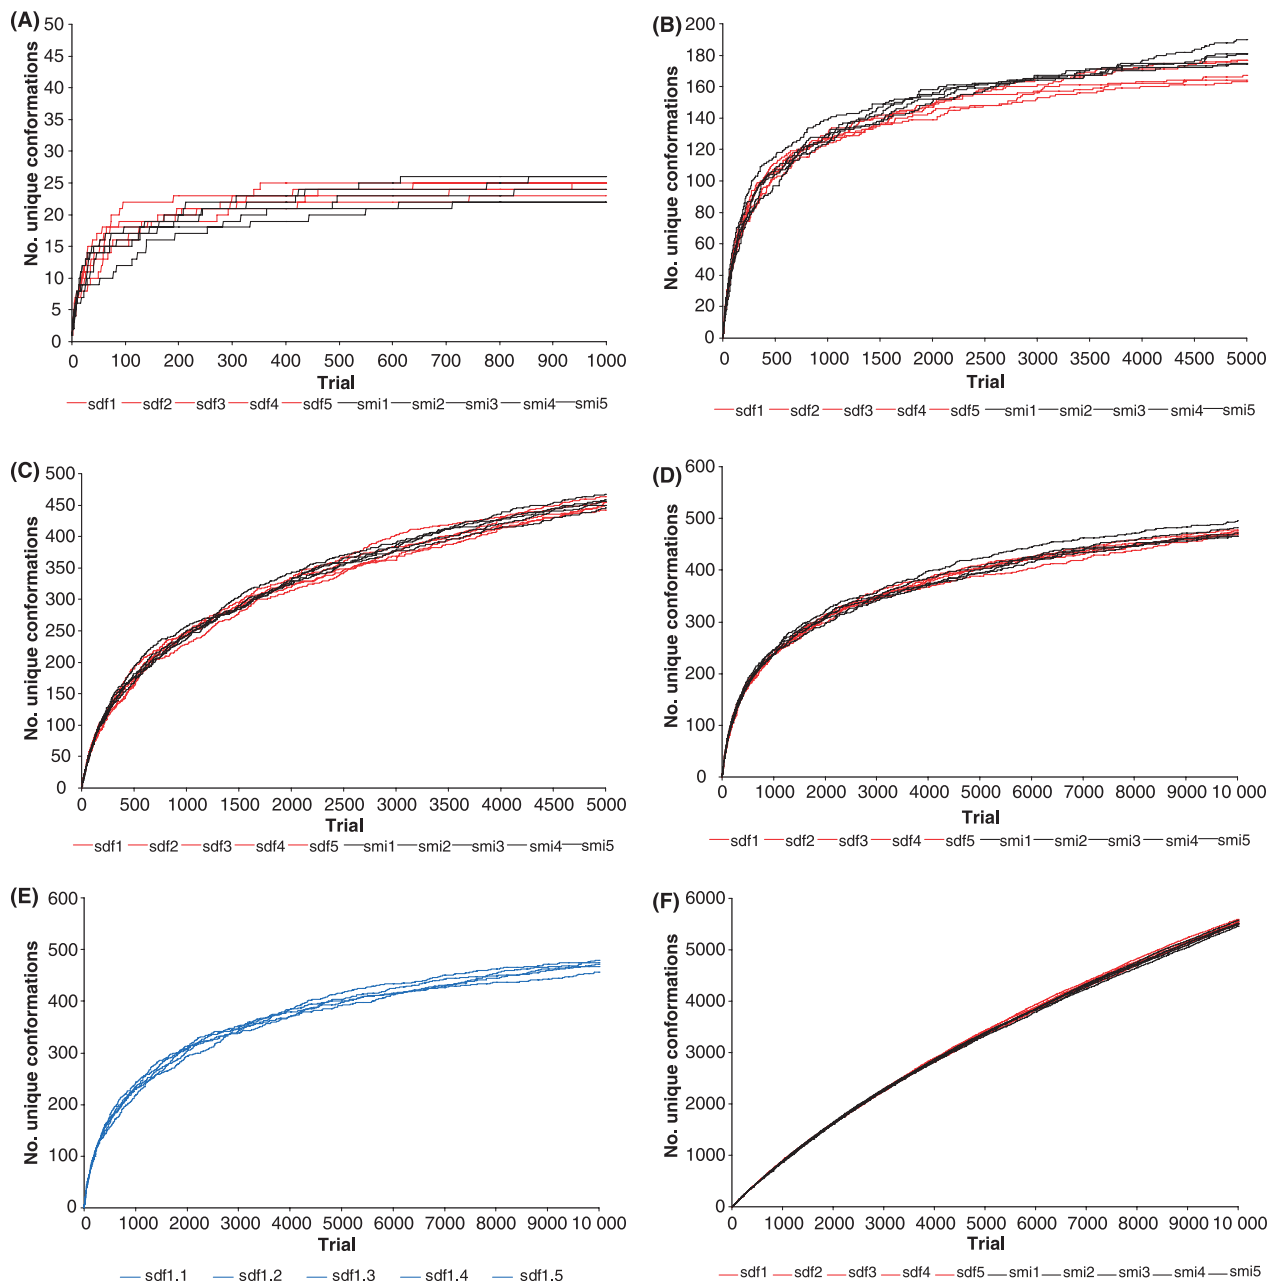 (A)
No. unique conformations
50
45
40
35
30
25
20
15
10
5
0
0 100 200 300 400 500 600 700 800 900 1000
Trial
sdf1 sdf2 sdf3 sdf4 sdf5 smi1 smi2 smi3 smi4 smi5
(B)
No. unique conformations
200
180
160
140
120
100
80
60
40
20
0
0 500 1000 1500 2000 2500 3000 3500 4000 4500 5000
Trial
sdf1 sdf2 sdf3 sdf4 sdf5 smi1 smi2 smi3 smi4 smi5
(C)
No. unique conformations
500
450
400
350
300
250
200
150
100
50
0
0 500 1000 1500 2000 2500 3000 3500 4000 4500 5000
Trial
sdf1 sdf2 sdf3 sdf4 sdf5 smi1 smi2 smi3 smi4 smi5
(D)
No. unique conformations
600
500
400
300
200
100
0
0 1000 2000 3000 4000 5000 6000 7000 8000 9000 10 000
Trial
sdf1 sdf2 sdf3 sdf4 sdf5 smi1 smi2 smi3 smi4 smi5
(E)
No. unique conformations
600
500
400
300
200
100
0
0 1000 2000 3000 4000 5000 6000 7000 8000 9000 10 000
Trial
sdf1.1 sdf1.2 sdf1.3 sdf1.4 sdf1.5
(F)
No. unique conformations
6000
5000
4000
3000
2000
1000
0
0 1000 2000 3000 4000 5000 6000 7000 8000 9000 10 000
Trial
sdf1 sdf2 sdf3 sdf4 sdf5 smi1 smi2 smi3 smi4 smi5